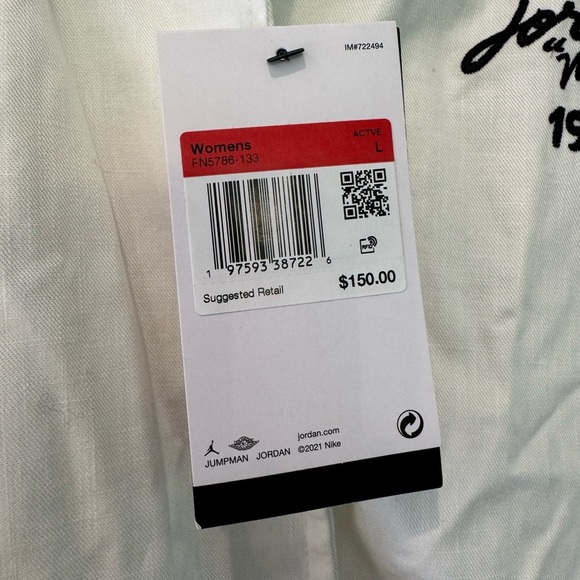 IM#722494
Womens
ACTVE
FN5786-133
L
1 97593 38722 6
RFID
Suggested Retail
$150.00
jordan.com
JUMPMAN JORDAN ©2021 Nike